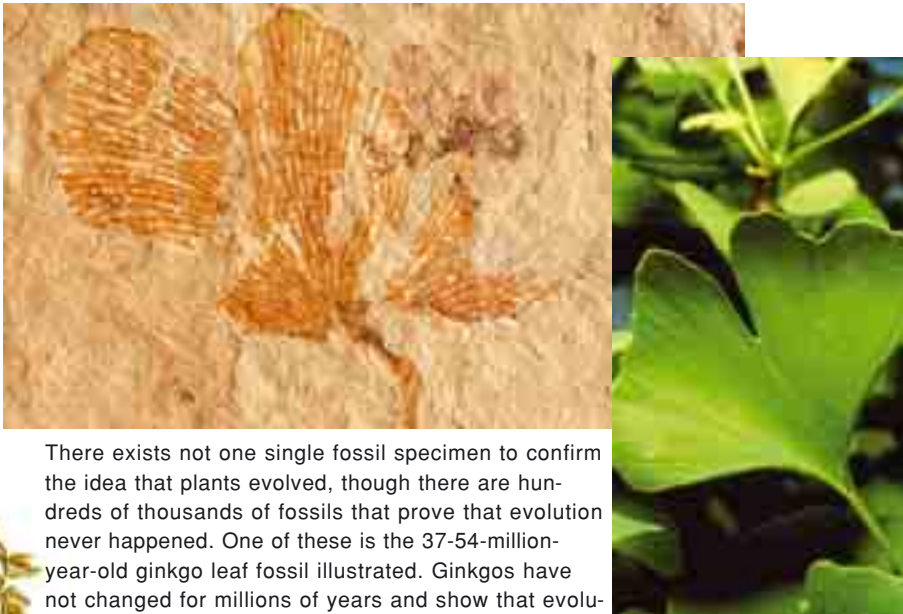 There exists not one single fossil specimen to confirm
the idea that plants evolved, though there are hun-
dreds of thousands of fossils that prove that evolution
never happened. One of these is the 37-54-million-
year-old ginkgo leaf fossil illustrated. Ginkgos have
not changed for millions of years and show that evolu-